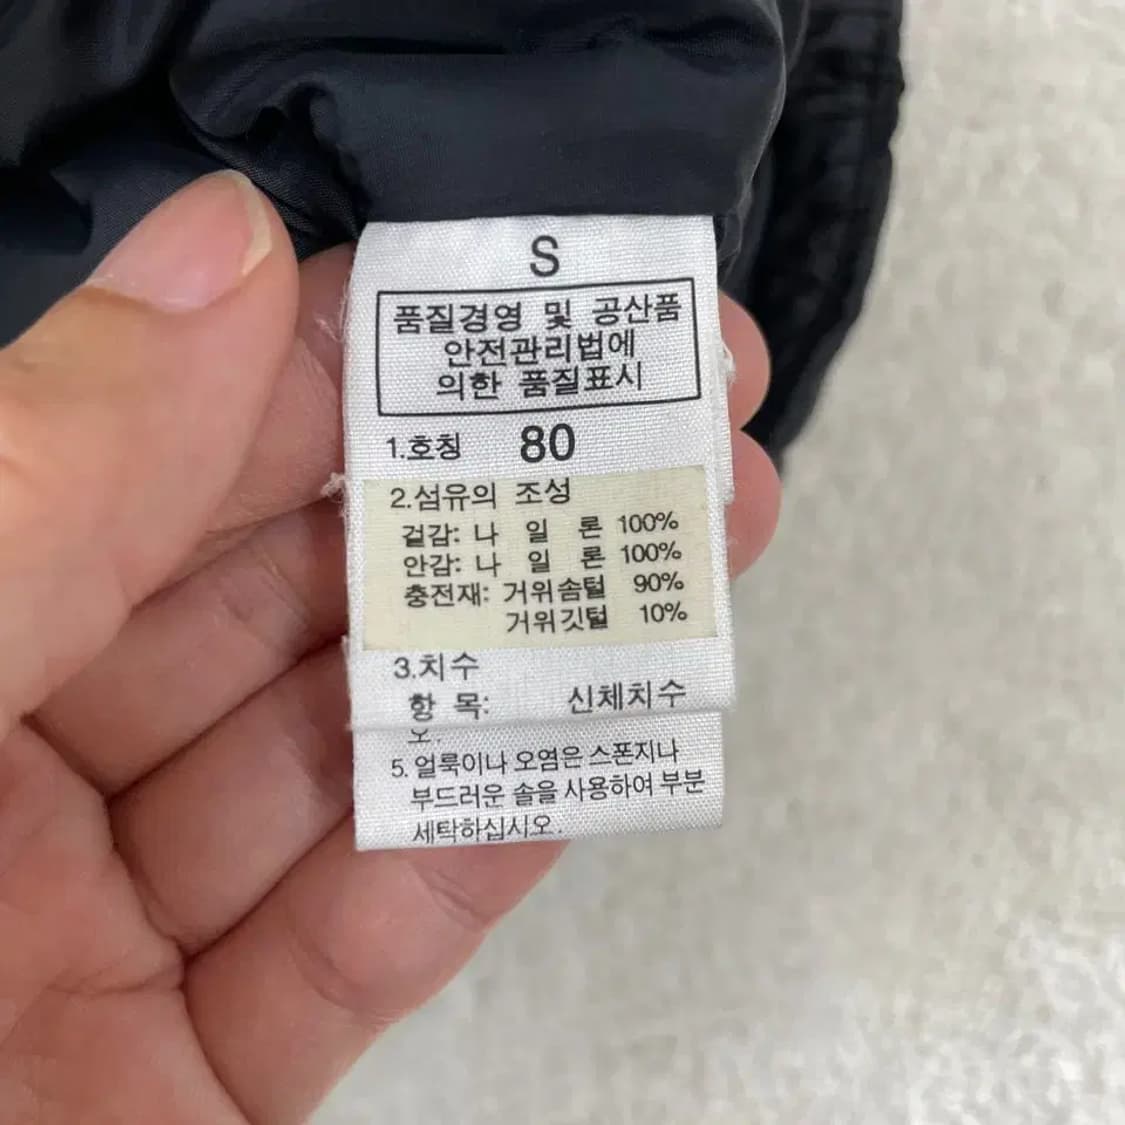 S
품질경영 및 공산품
안전관리법에
의한 품질표시
1.호칭 80
2.섬유의 조성
겉감: 나 일 론 100%
안감: 나 일 론 100%
충전재: 거위솜털 90%
거위깃털 10%
3.치수
항 목: 신체치수
오.
5. 얼룩이나 오염은 스폰지나
부드러운 솔을 사용하여 부분
세탁하십시오.